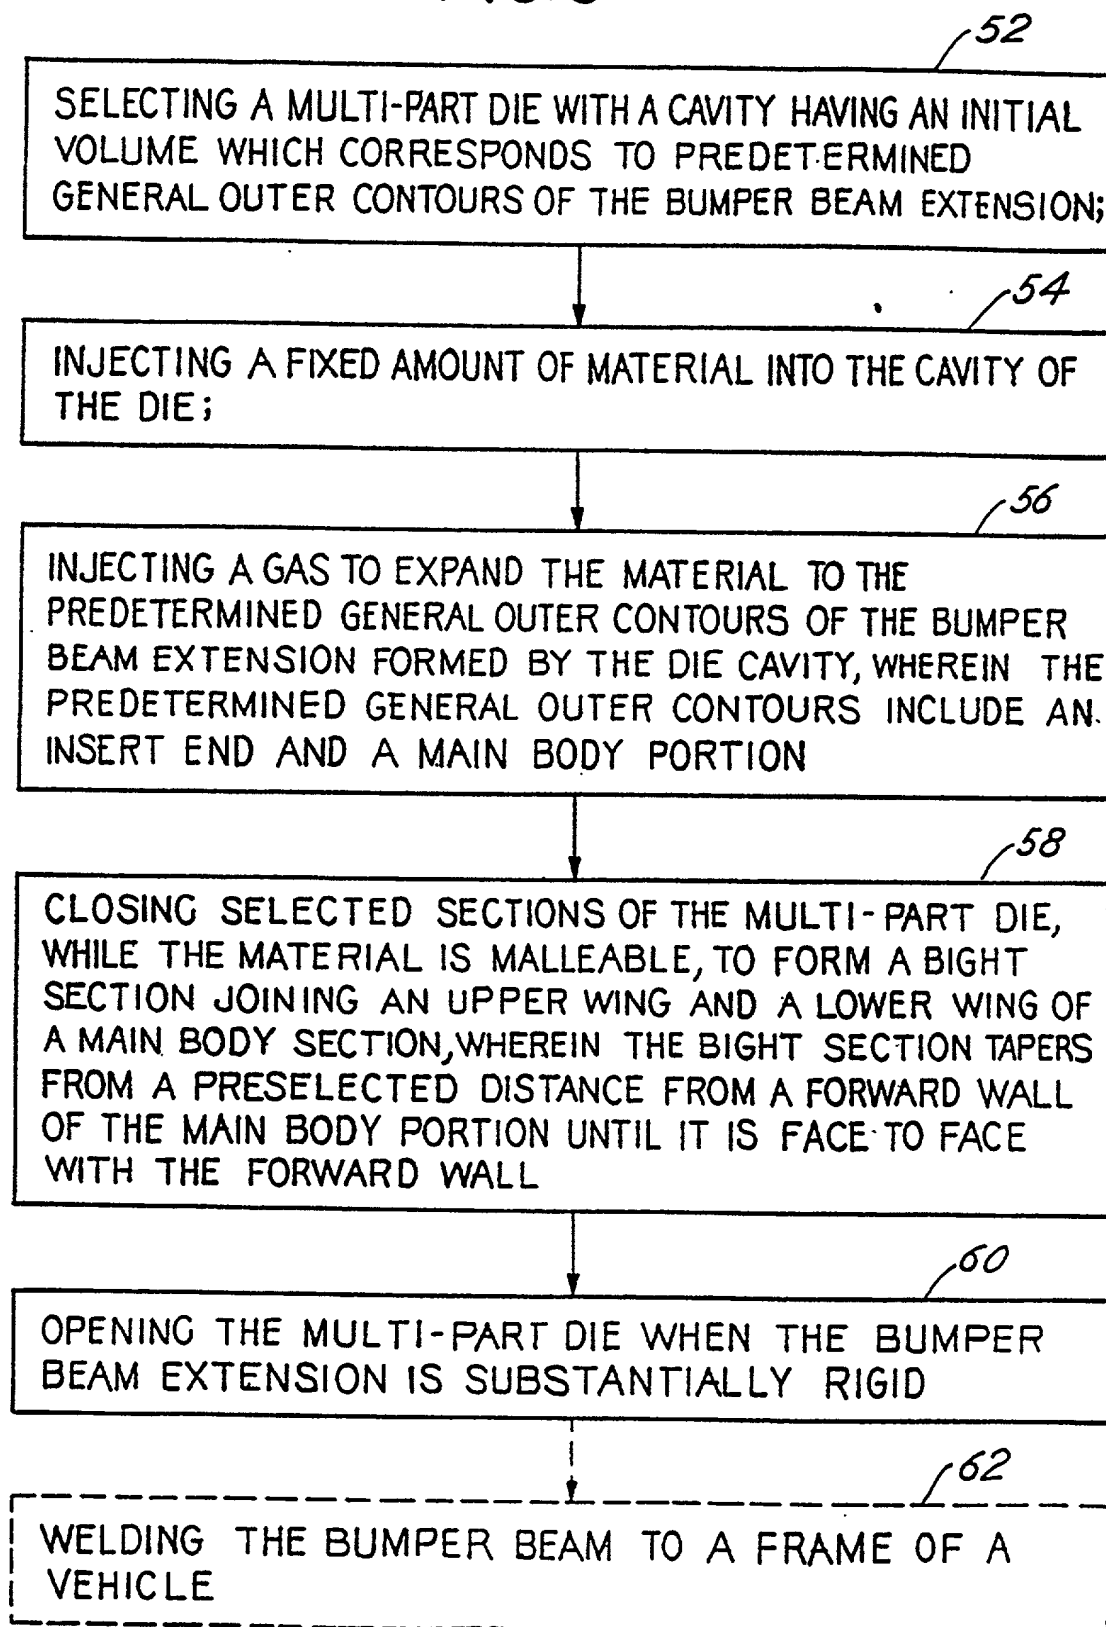 52
SELECTING A MULTI-PART DIE WITH A CAVITY HAVING AN INITIAL
VOLUME WHICH CORRESPONDS TO PREDETERMINED
GENERAL OUTER CONTOURS OF THE BUMPER BEAM EXTENSION;
54
INJECTING A FIXED AMOUNT OF MATERIAL INTO THE CAVITY OF
THE DIE;
56
INJECTING A GAS TO EXPAND THE MATERIAL TO THE
PREDETERMINED GENERAL OUTER CONTOURS OF THE BUMPER
BEAM EXTENSION FORMED BY THE DIE CAVITY, WHEREIN THE
PREDETERMINED GENERAL OUTER CONTOURS INCLUDE AN
INSERT END AND A MAIN BODY PORTION
58
CLOSING SELECTED SECTIONS OF THE MULTI-PART DIE,
WHILE THE MATERIAL IS MALLEABLE, TO FORM A BIGHT
SECTION JOINING AN UPPER WING AND A LOWER WING OF
A MAIN BODY SECTION, WHEREIN THE BIGHT SECTION TAPERS
FROM A PRESELECTED DISTANCE FROM A FORWARD WALL
OF THE MAIN BODY PORTION UNTIL IT IS FACE TO FACE
WITH THE FORWARD WALL
60
OPENING THE MULTI-PART DIE WHEN THE BUMPER
BEAM EXTENSION IS SUBSTANTIALLY RIGID
62
WELDING THE BUMPER BEAM TO A FRAME OF A
VEHICLE